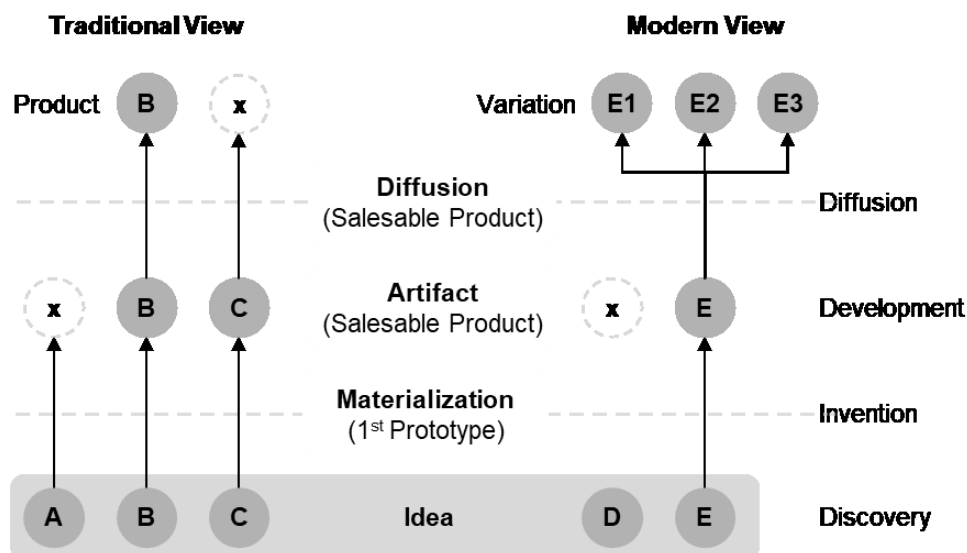 Traditional View
Modern View
Product B x
Variation E1 E2 E3
Diffusion
(Salesable Product)
Diffusion
x B C
Artifact
(Salesable Product)
x E
Development
Materialization
(1st Prototype)
Invention
A B C Idea D E Discovery